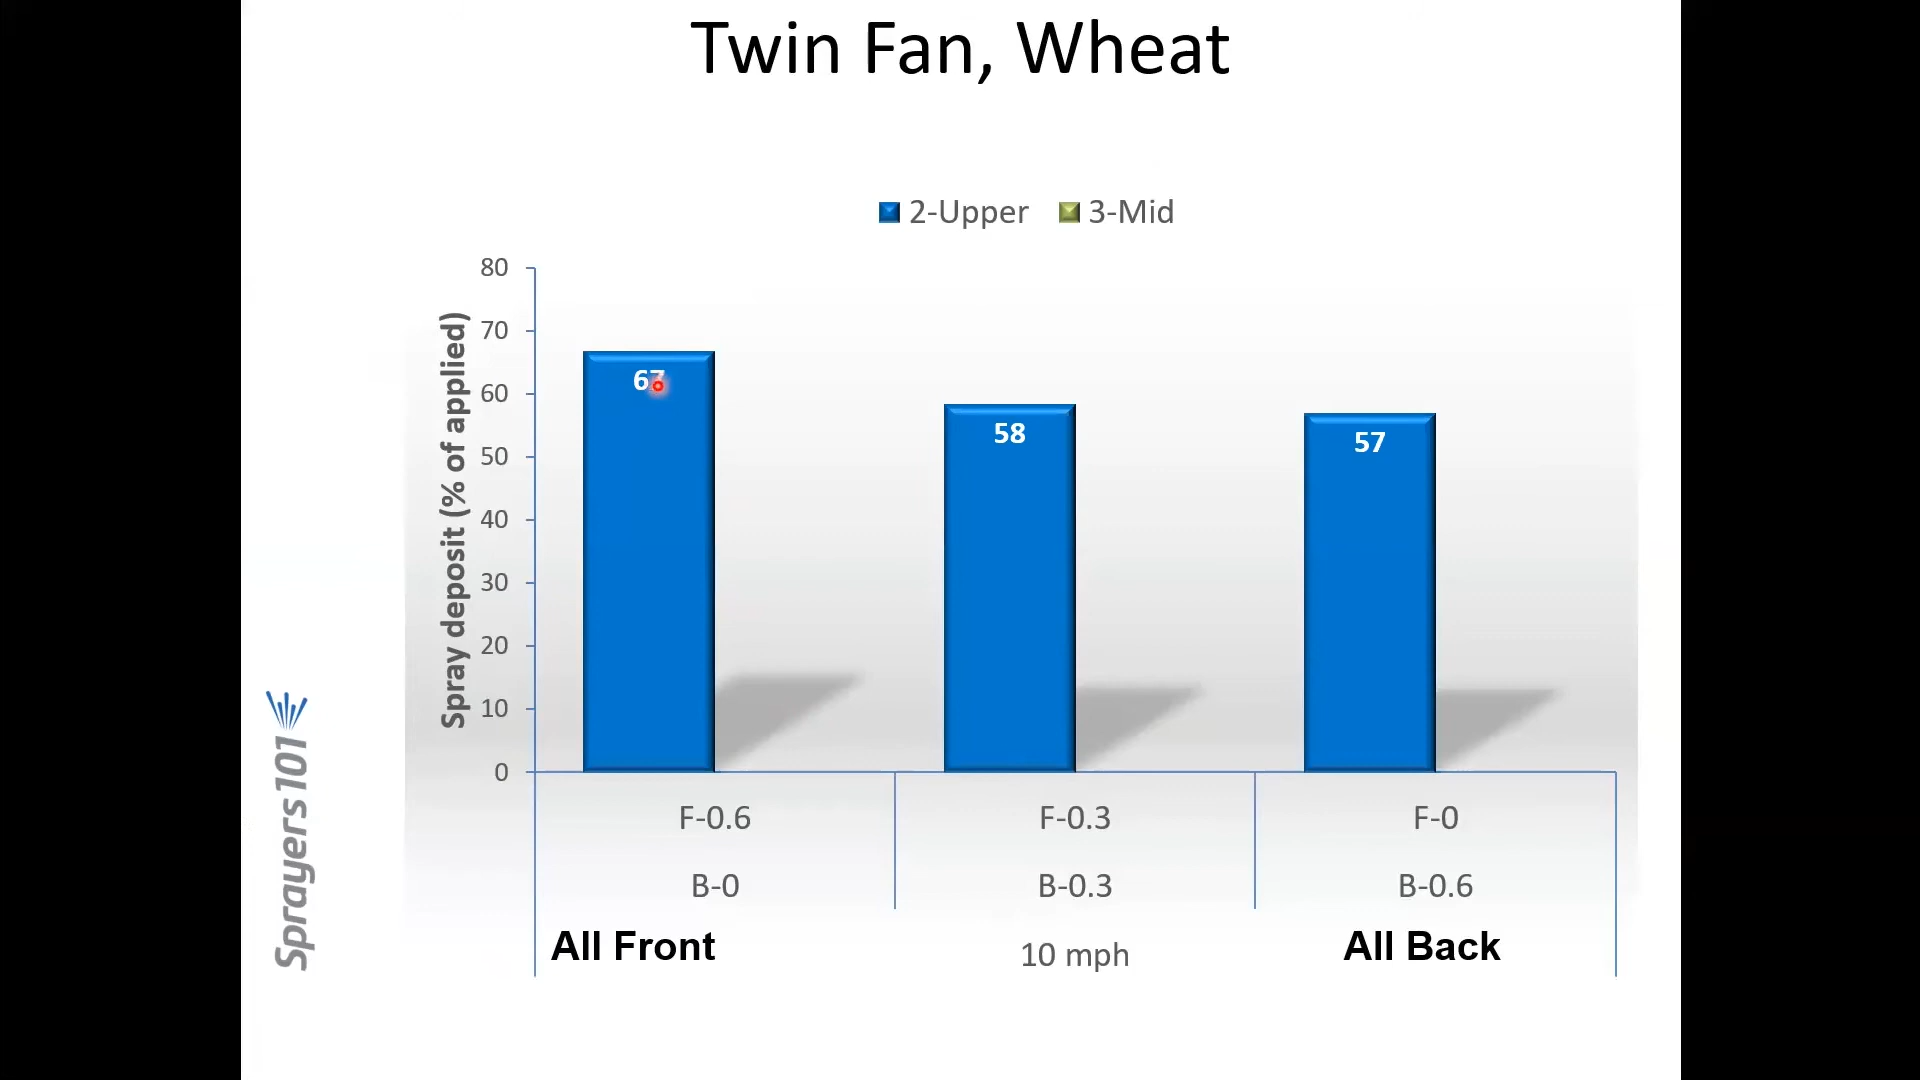 Twin Fan, Wheat
2-Upper 3-Mid
Spray deposit (% of applied)
80
70
60
50
40
30
20
10
0
67
58
57
F-0.6 F-0.3 F-0
B-0 B-0.3 B-0.6
All Front 10 mph All Back
Sprayers101